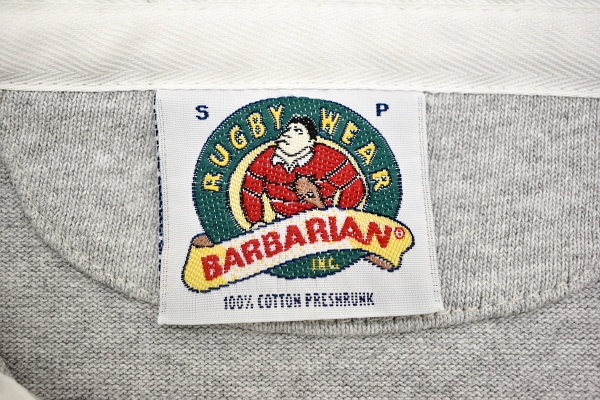 S P
RUGBY WEAR
BARBARIAN®
INC.
100% COTTON PRESHRUNK